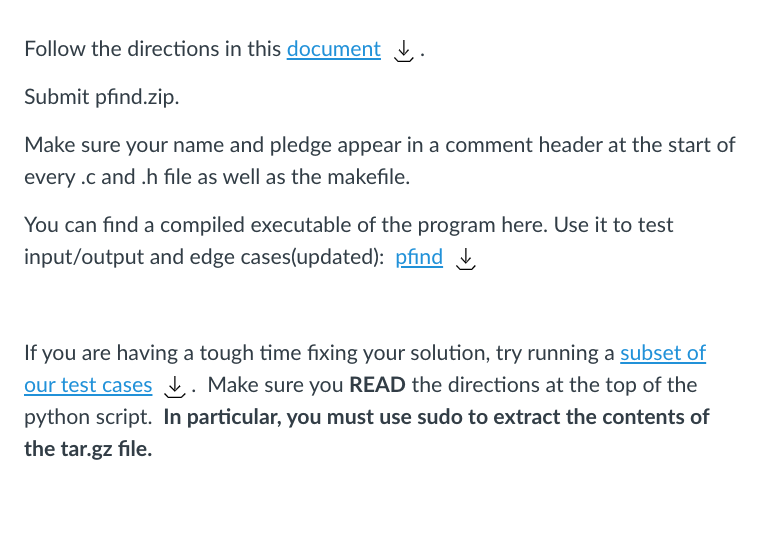 Follow the directions in this document .
Submit pfind.zip.
Make sure your name and pledge appear in a comment header at the start of
every .c and .h file as well as the makefile.
You can find a compiled executable of the program here. Use it to test
input/output and edge cases(updated): pfind
If you are having a tough time fixing your solution, try running a subset of
our test cases . Make sure you READ the directions at the top of the
python script. In particular, you must use sudo to extract the contents of
the tar.gz file.